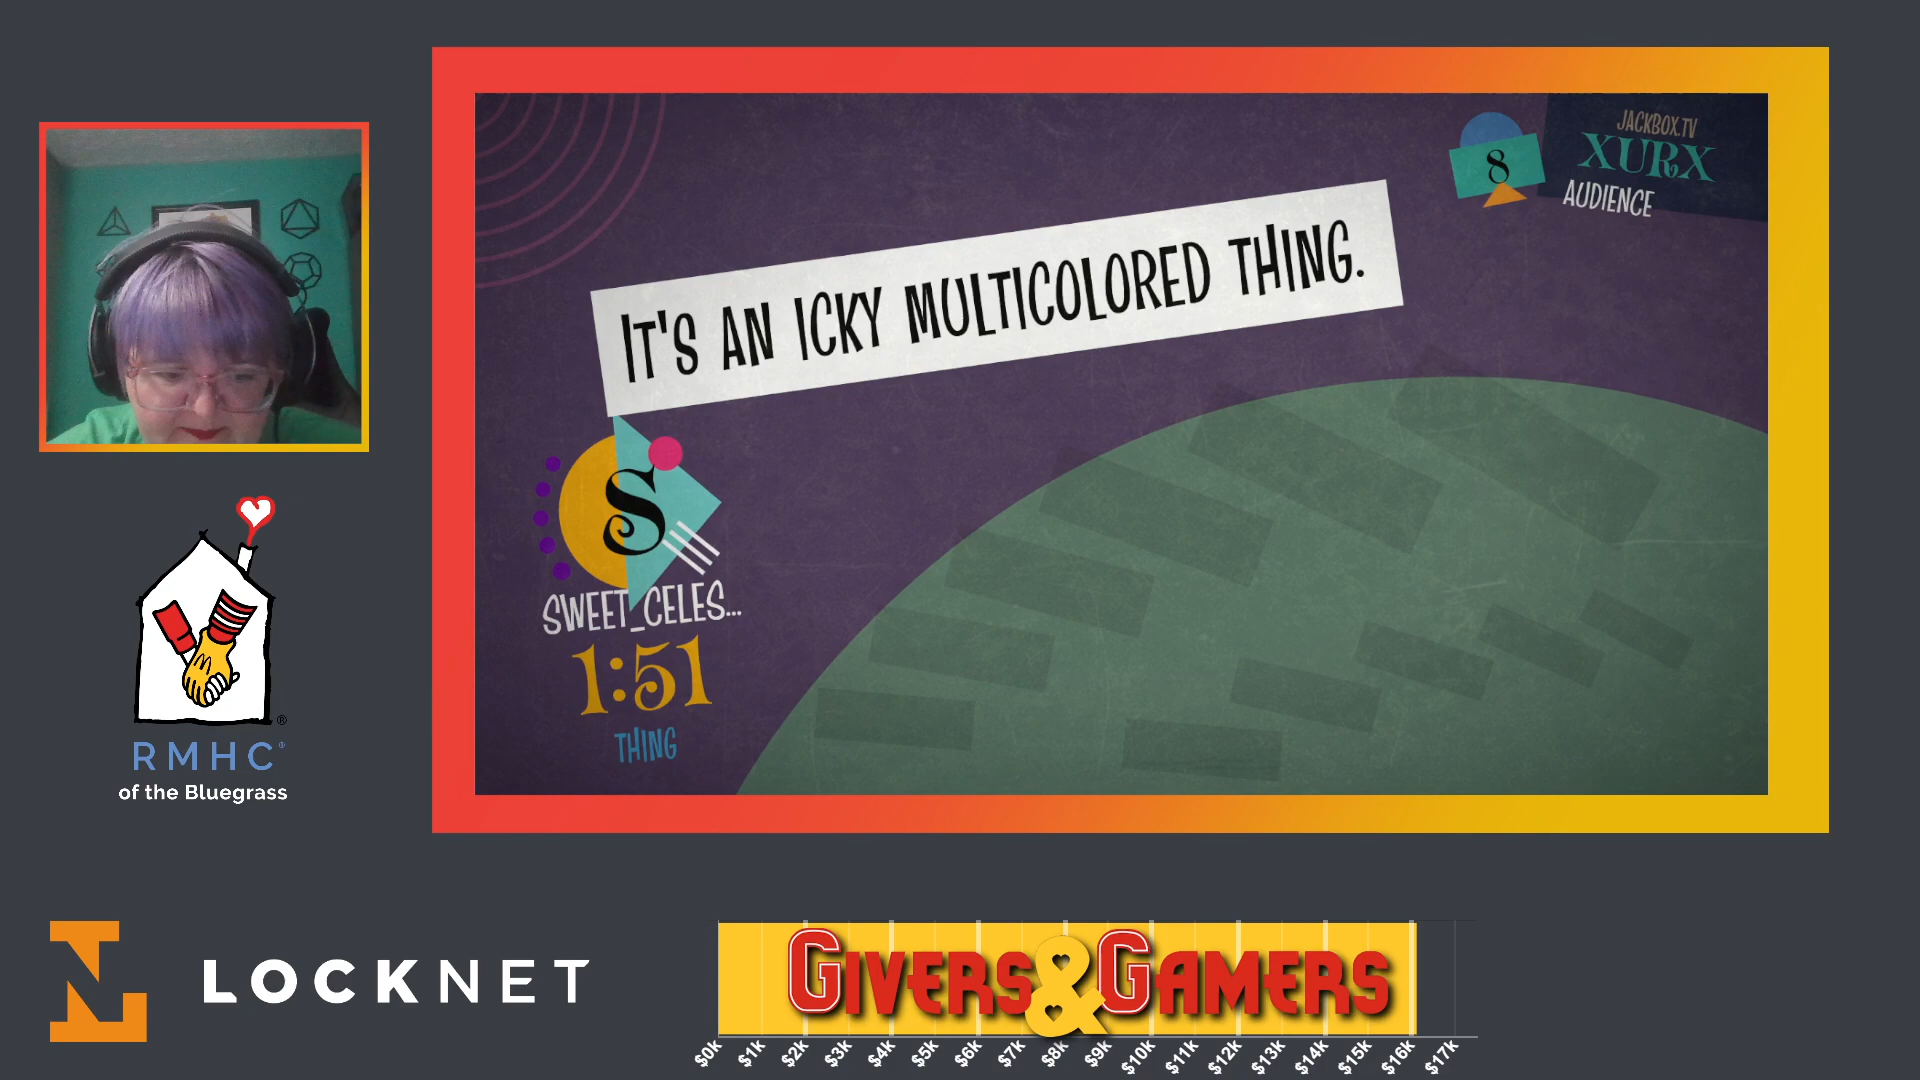 JACKBOX.TV
8
XURX
AUDIENCE
IT'S AN ICKY MULTICOLORED THING.
S
SWEET_CELES...
1:51
THING
RMHC®
of the Bluegrass
LOCKNET
GIVERS & GAMERS
$0k $1k $2k $3k $4k $5k $6k $7k $8k $9k $10k $11k $12k $13k $14k $15k $16k $17k